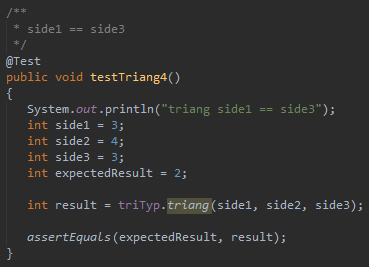 /**
 * side1 == side3
 */
@Test
public void testTriang4()
{
    System.out.println("triang side1 == side3");
    int side1 = 3;
    int side2 = 4;
    int side3 = 3;
    int expectedResult = 2;

    int result = triTyp.triang(side1, side2, side3);

    assertEquals(expectedResult, result);
}